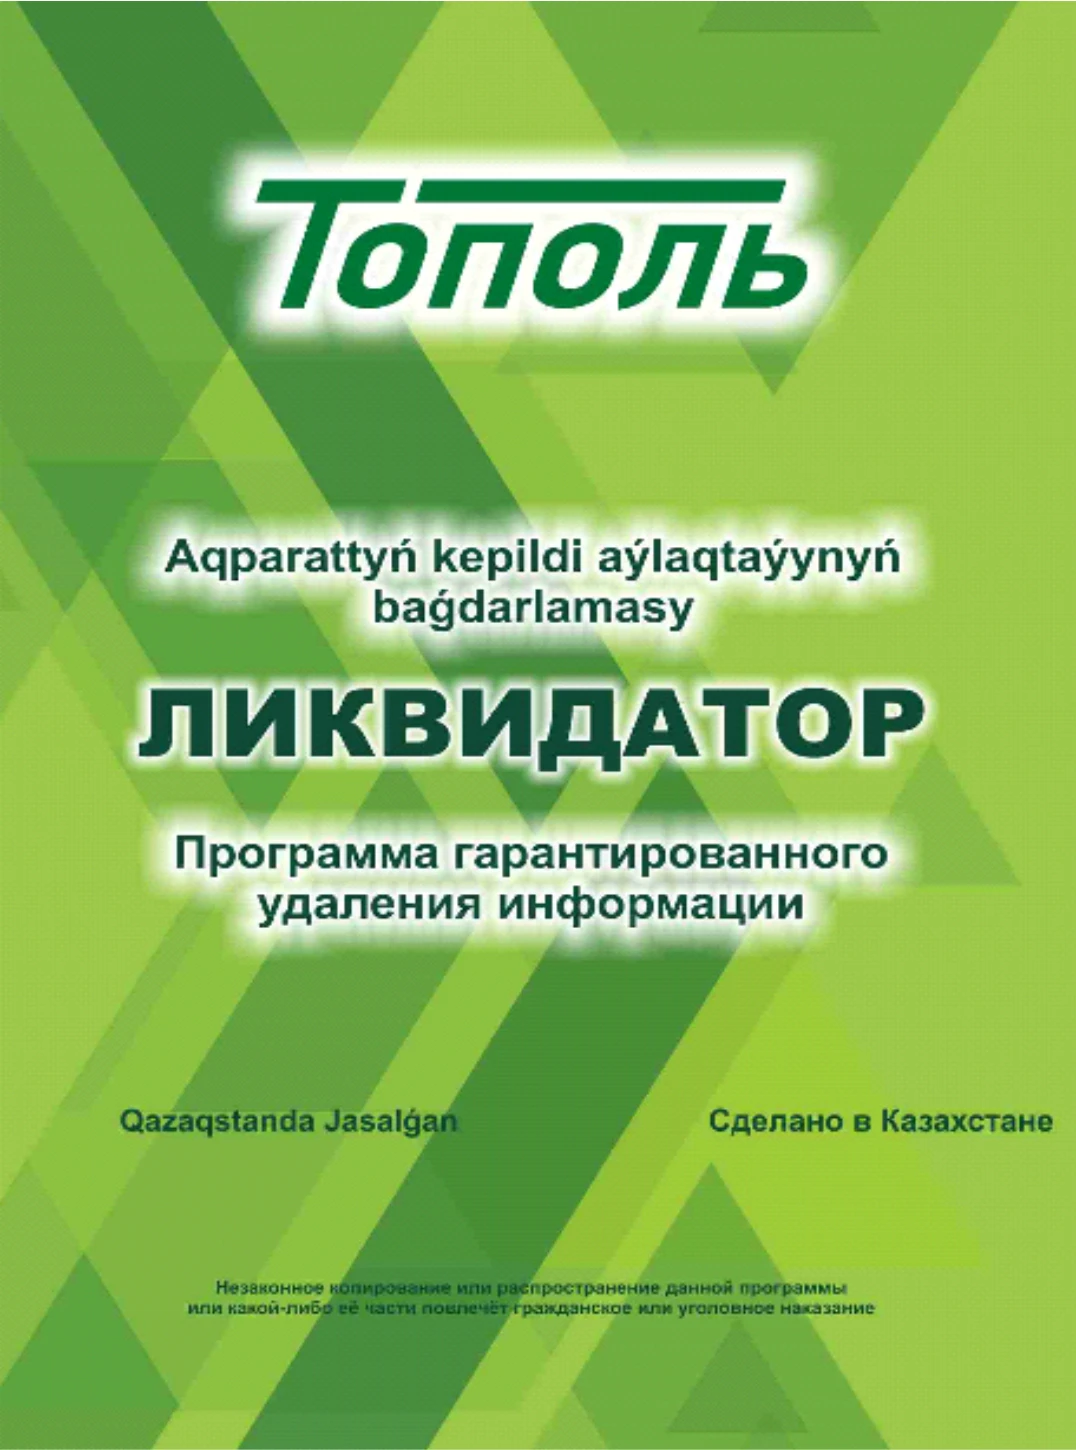 Тополь
Aqparattyń kepildi aýlaqtaýynyń
baǵdarlamasy
ЛИКВИДАТОР
Программа гарантированного
удаления информации
Qazaqstanda Jasalǵan
Сделано в Казахстане
Незаконное копирование или распространение данной программы
или какой-либо её части повлечёт гражданское или уголовное наказание